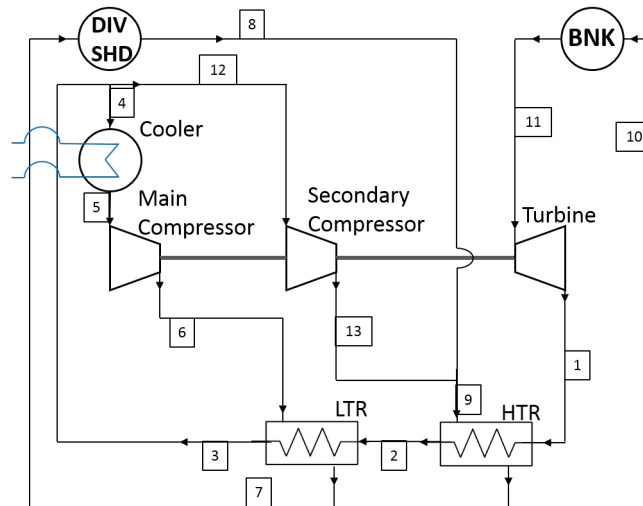 DIV
SHD
8
BNK
12
4
11
10
Cooler
5
Main
Compressor
Secondary
Compressor
Turbine
6
13
1
9
LTR
HTR
3
2
7